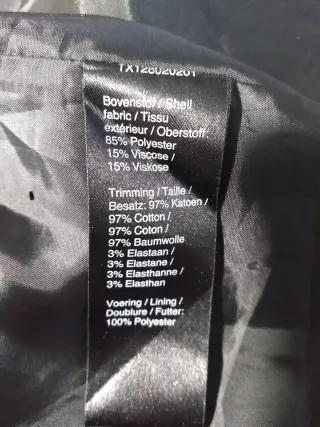 TX128020201
Bovenstof / Shell
fabric / Tissu
extérieur / Oberstoff:
85% Polyester
15% Viscose /
15% Viskose
Trimming / Taille /
Besatz: 97% Katoen /
97% Cotton /
97% Coton /
97% Baumwolle
3% Elastaan /
3% Elastane /
3% Elasthanne /
3% Elasthan
Voering / Lining /
Doublure / Futter:
100% Polyester